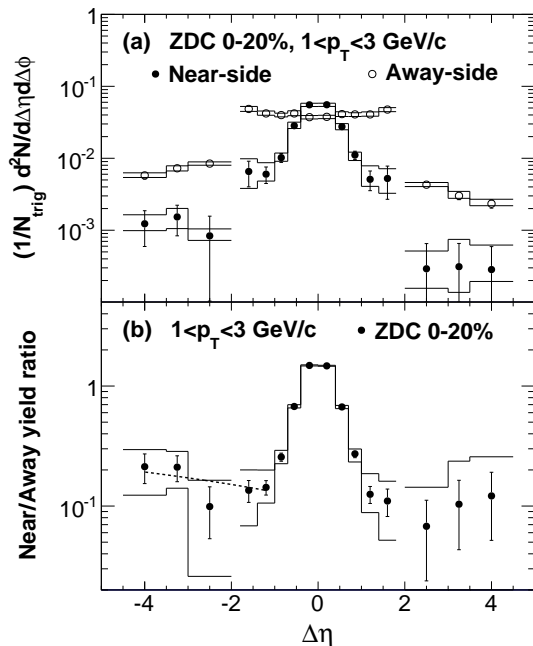 1
(a) ZDC 0-20%, 1<p_T<3 GeV/c
● Near-side ○ Away-side
10^-1
10^-2
10^-3
(1/N_trig) d^2N/dΔηdΔφ
(b) 1<p_T<3 GeV/c ● ZDC 0-20%
1
10^-1
Near/Away yield ratio
-4 -2 0 2 4
Δη